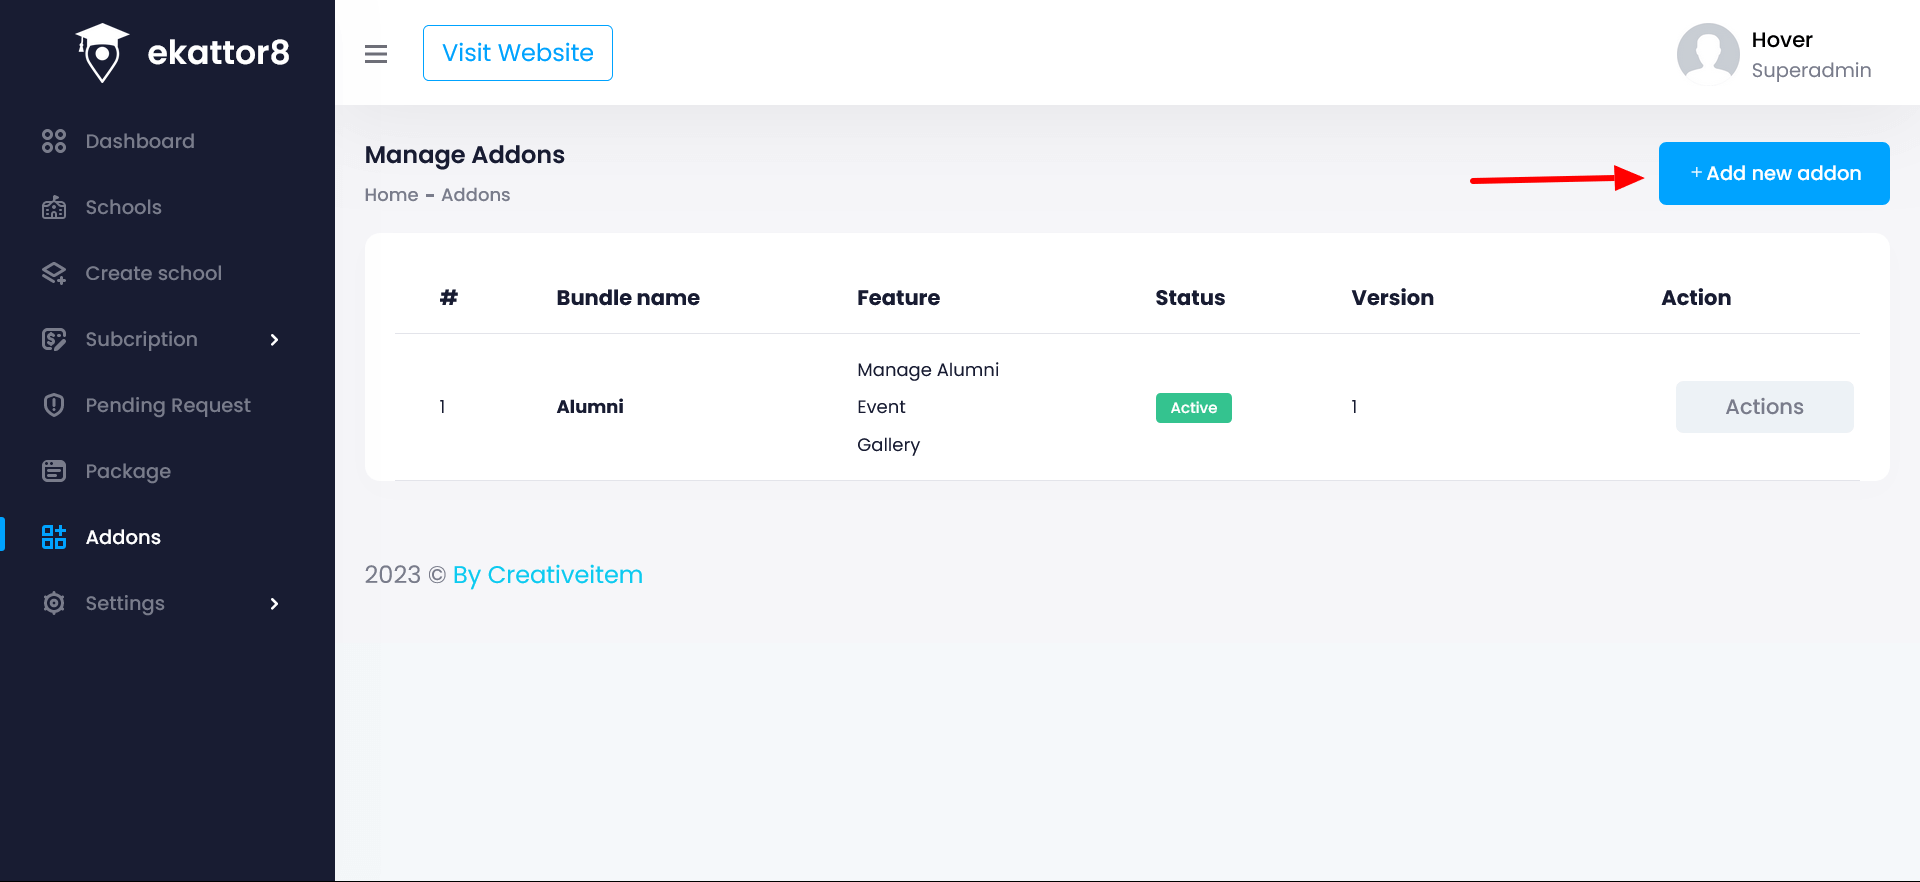 ekattor8
Visit Website
Hover
Superadmin
Dashboard
Schools
Create school
Subcription
Pending Request
Package
Addons
Settings
Manage Addons
Home - Addons
+ Add new addon
# Bundle name Feature Status Version Action
1 Alumni Manage Alumni Active 1 Actions
Event
Gallery
2023 © By Creativeitem